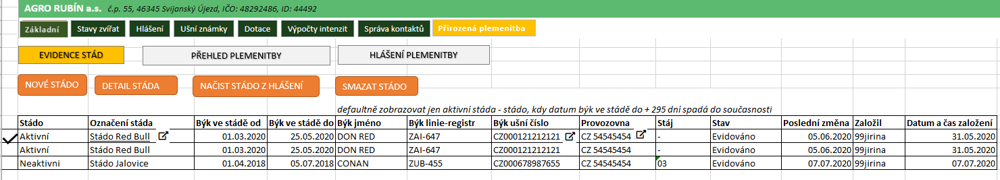 AGRO RUBÍN a.s. č.p. 55, 46345 Svijanský Újezd, IČO: 48292486, ID: 44492
Základní Stavy zvířat Hlášení Ušní známky Dotace Výpočty intenzit Správa kontaktů Přirozená plemenitba
EVIDENCE STÁD PŘEHLED PLEMENITBY HLÁŠENÍ PLEMENITBY
NOVÉ STÁDO DETAIL STÁDA NAČIST STÁDO Z HLÁŠENÍ SMAZAT STÁDO
defaultně zobrazovat jen aktivní stáda - stádo, kdy datum býk ve stádě do + 295 dní spadá do současnosti
Stádo Označení stáda Býk ve stádě od Býk ve stádě do Býk jméno Býk linie-registr Býk ušní číslo Provozovna Stáj Stav Poslední změna Založil Datum a čas založení
Aktivní Stádo Red Bull 01.03.2020 25.05.2020 DON RED ZAI-647 CZ000121212121 CZ 54545454 - Evidováno 05.06.2020 99jirina 31.05.2020
Aktivní Stádo Red Bull 01.03.2020 25.05.2020 DON RED ZAI-647 CZ000121212121 CZ 54545454 - Evidováno 05.06.2020 99jirina 31.05.2020
Neaktivni Stádo Jalovice 01.04.2018 05.07.2018 CONAN ZUB-455 CZ000678987655 CZ 54545454 03 Evidováno 07.07.2020 99jirina 07.07.2020